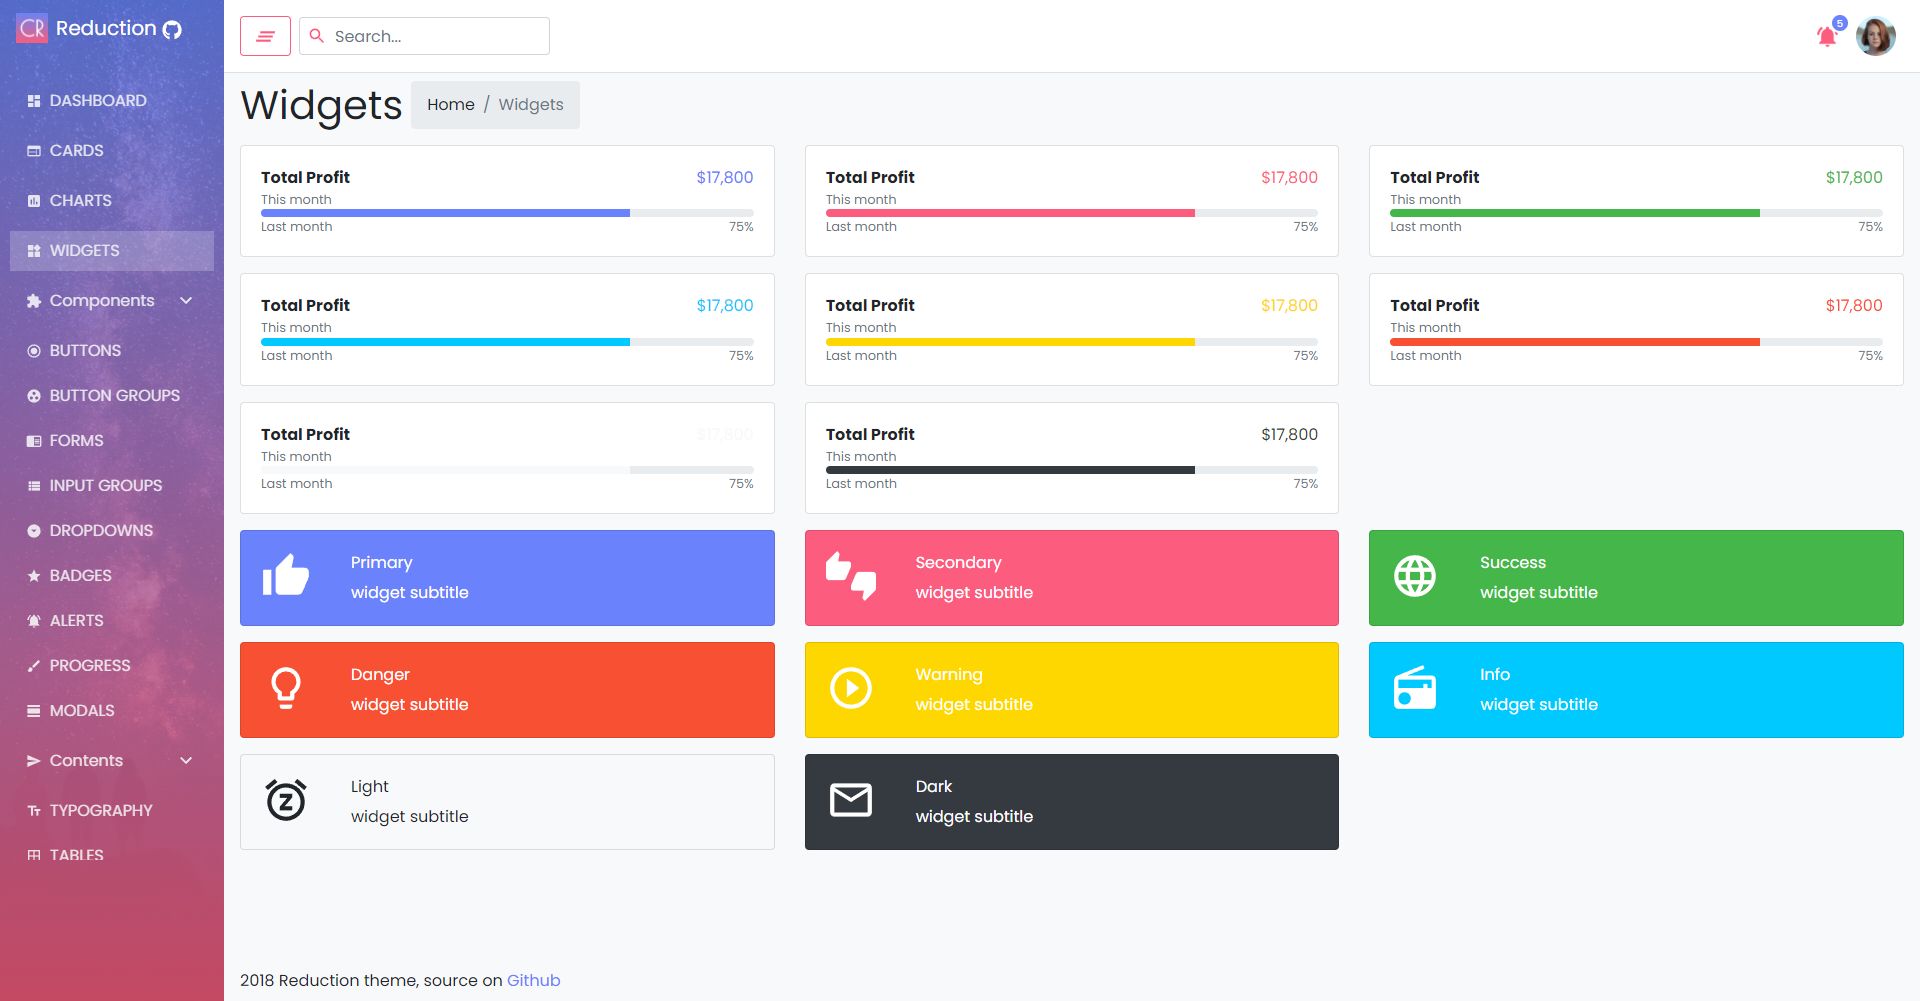 CR Reduction
Search...
5
DASHBOARD
CARDS
CHARTS
WIDGETS
Components
BUTTONS
BUTTON GROUPS
FORMS
INPUT GROUPS
DROPDOWNS
BADGES
ALERTS
PROGRESS
MODALS
Contents
TYPOGRAPHY
TABLES
Widgets
Home / Widgets
Total Profit $17,800
This month
Last month 75%
Total Profit $17,800
This month
Last month 75%
Total Profit $17,800
This month
Last month 75%
Total Profit $17,800
This month
Last month 75%
Total Profit $17,800
This month
Last month 75%
Total Profit $17,800
This month
Last month 75%
Total Profit $17,800
This month
Last month 75%
Total Profit $17,800
This month
Last month 75%
Primary
widget subtitle
Secondary
widget subtitle
Success
widget subtitle
Danger
widget subtitle
Warning
widget subtitle
Info
widget subtitle
Light
widget subtitle
Dark
widget subtitle
2018 Reduction theme, source on Github